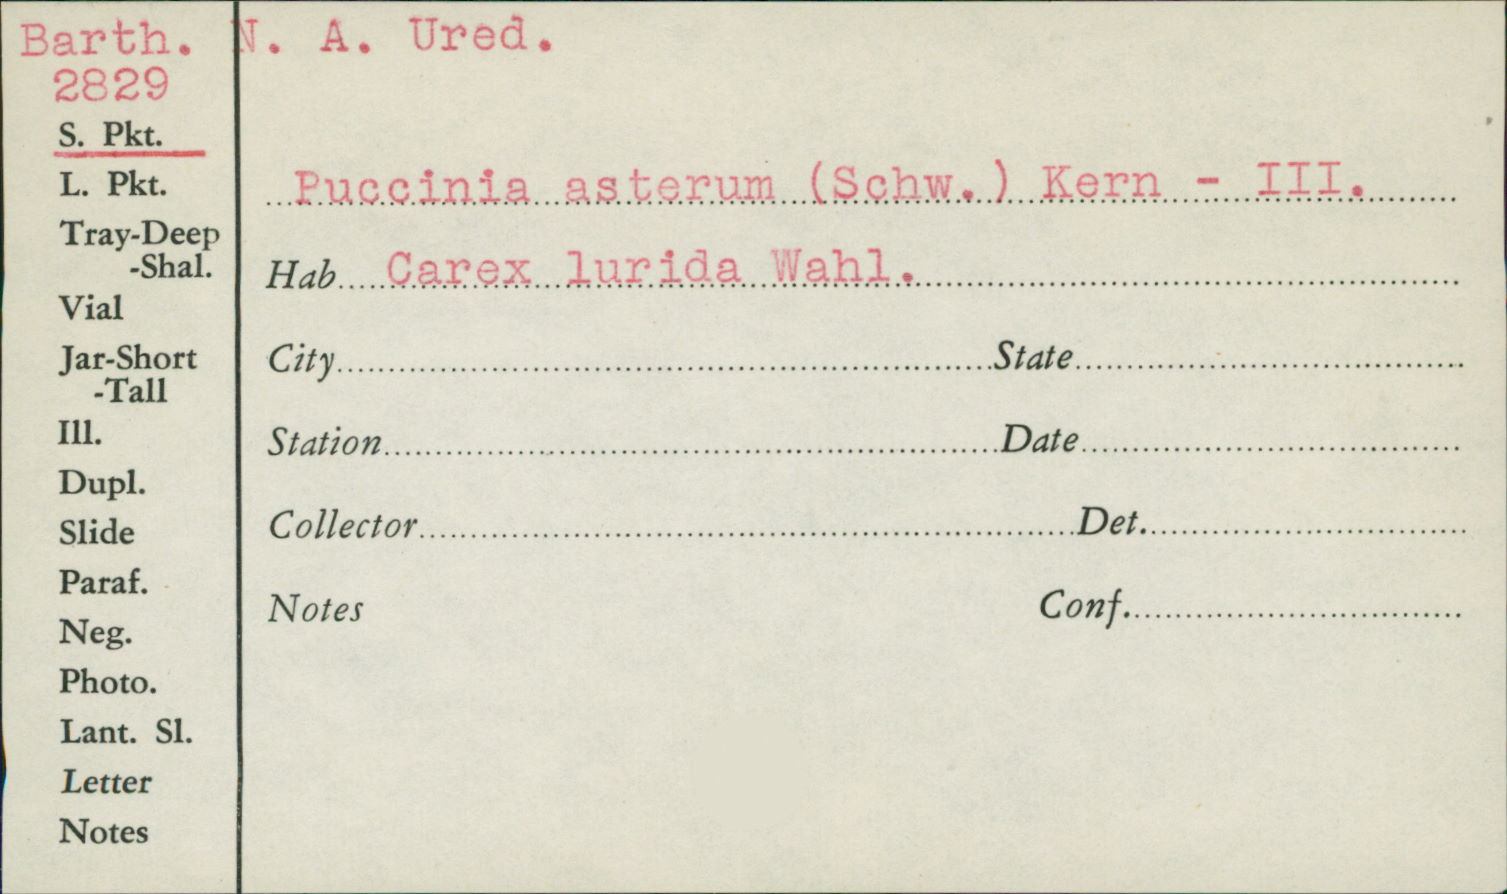 Barth. N. A. Ured.
2829
S. Pkt.
L. Pkt.
Tray-Deep
-Shal.
Vial
Jar-Short
-Tall
Ill.
Dupl.
Slide
Paraf.
Neg.
Photo.
Lant. Sl.
Letter
Notes
Puccinia asterum (Schw.) Kern - III.
Hab Carex lurida Wahl.
City State
Station Date
Collector Det.
Notes Conf.